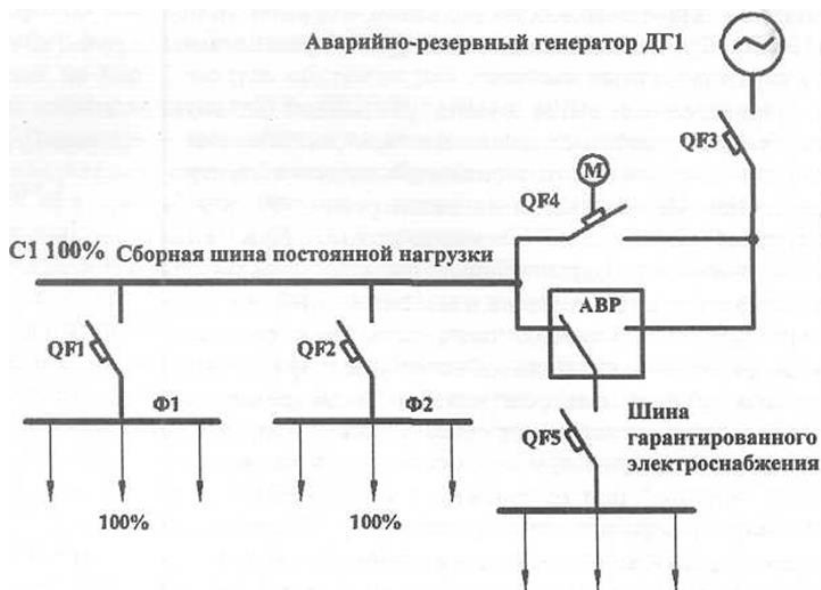 Аварийно-резервный генератор ДГ1
QF3
М
QF4
С1 100% Сборная шина постоянной нагрузки
АВР
QF1
QF2
Ф1
Ф2
Шина
гарантированного
электроснабжения
QF5
100%
100%